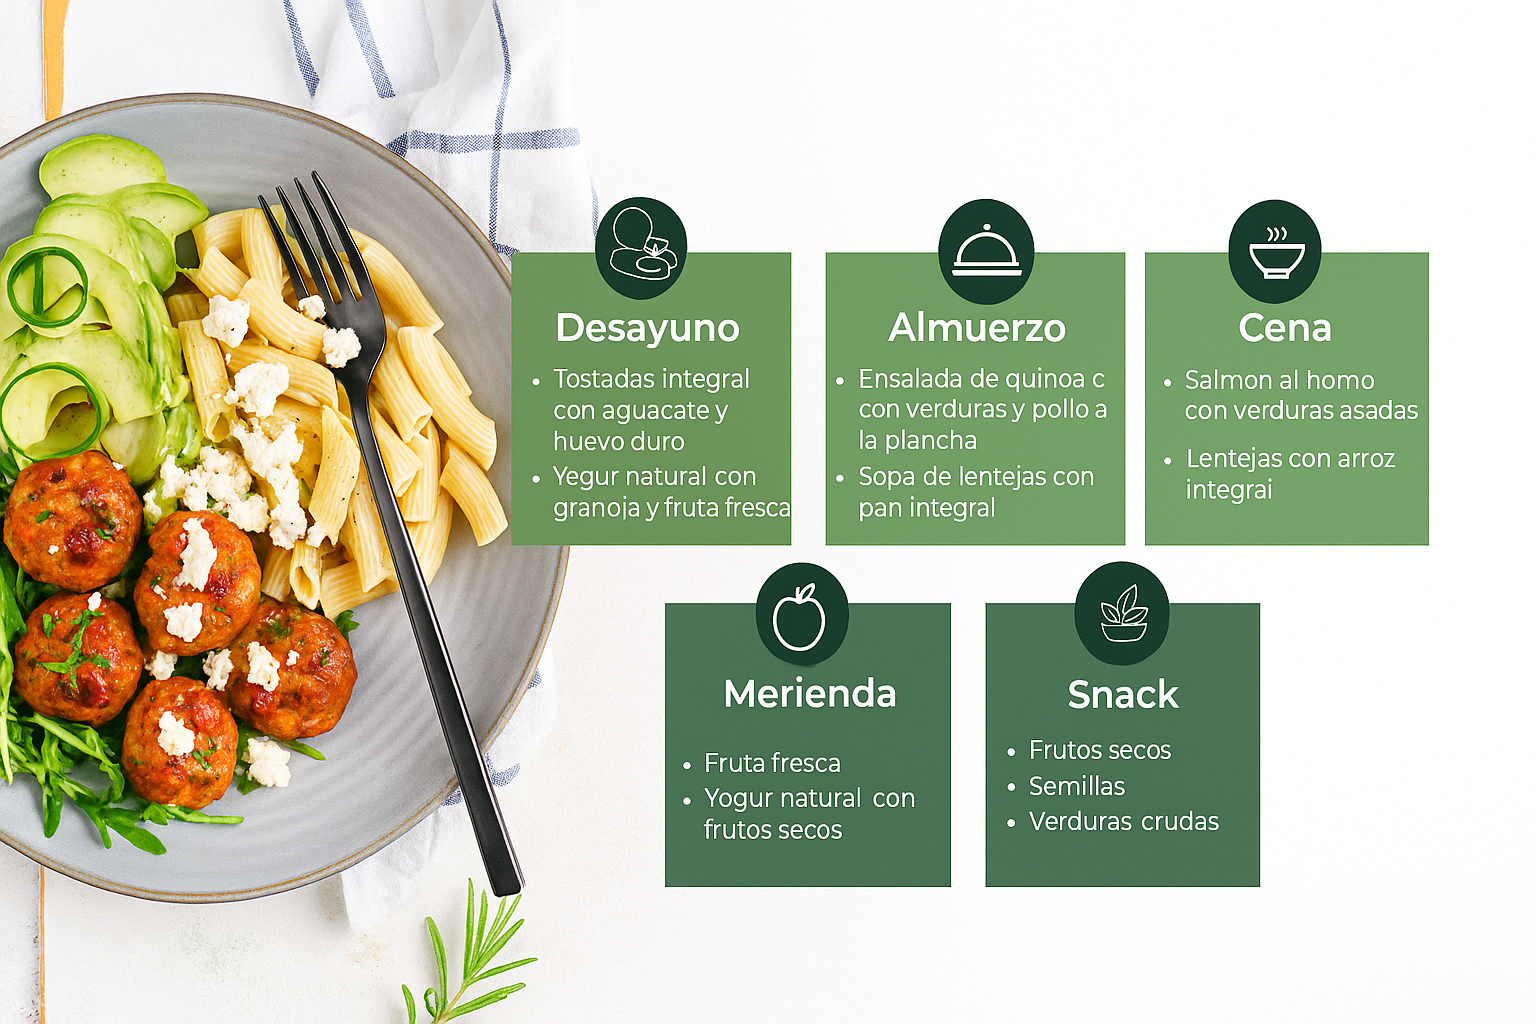 Desayuno
• Tostadas integral
con aguacate y
huevo duro
• Yegur natural con
granoja y fruta fresca
Almuerzo
• Ensalada de quinoa c
con verduras y pollo a
la plancha
• Sopa de lentejas con
pan integral
Cena
• Salmon al homo
con verduras asadas
• Lentejas con arroz
integrai
Merienda
• Fruta fresca
• Yogur natural con
frutos secos
Snack
• Frutos secos
• Semillas
• Verduras crudas